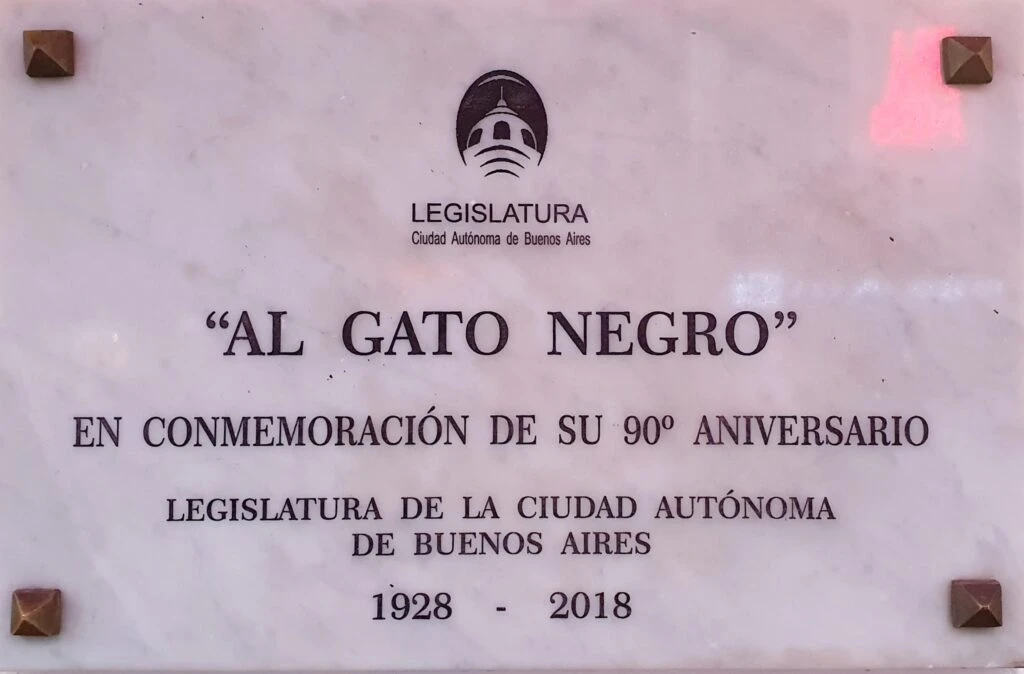 LEGISLATURA
Ciudad Autónoma de Buenos Aires
“AL GATO NEGRO”
EN CONMEMORACIÓN DE SU 90º ANIVERSARIO
LEGISLATURA DE LA CIUDAD AUTÓNOMA
DE BUENOS AIRES
1928 - 2018